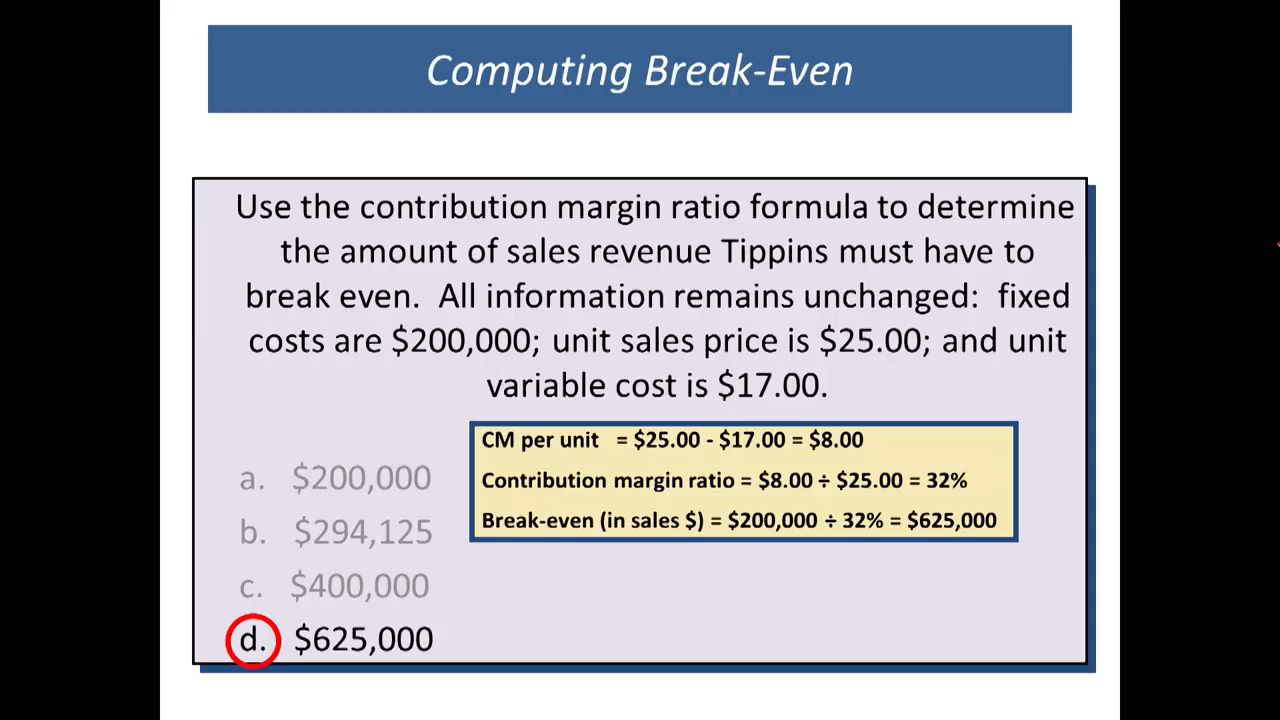 Computing Break-Even
Use the contribution margin ratio formula to determine
the amount of sales revenue Tippins must have to
break even. All information remains unchanged: fixed
costs are $200,000; unit sales price is $25.00; and unit
variable cost is $17.00.
CM per unit = $25.00 - $17.00 = $8.00
Contribution margin ratio = $8.00 ÷ $25.00 = 32%
Break-even (in sales $) = $200,000 ÷ 32% = $625,000
a. $200,000
b. $294,125
c. $400,000
d. $625,000